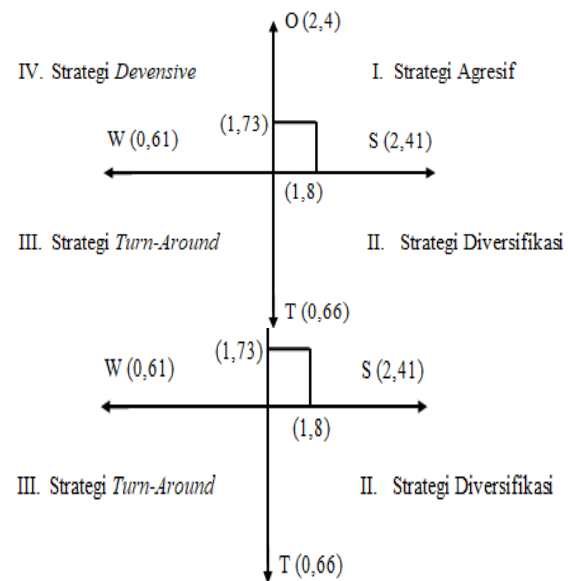 O (2,4)
IV. Strategi Devensive
I. Strategi Agresif
(1,73)
W (0,61)
S (2,41)
(1,8)
III. Strategi Turn-Around
II. Strategi Diversifikasi
T (0,66)
(1,73)
W (0,61)
S (2,41)
(1,8)
III. Strategi Turn-Around
II. Strategi Diversifikasi
T (0,66)